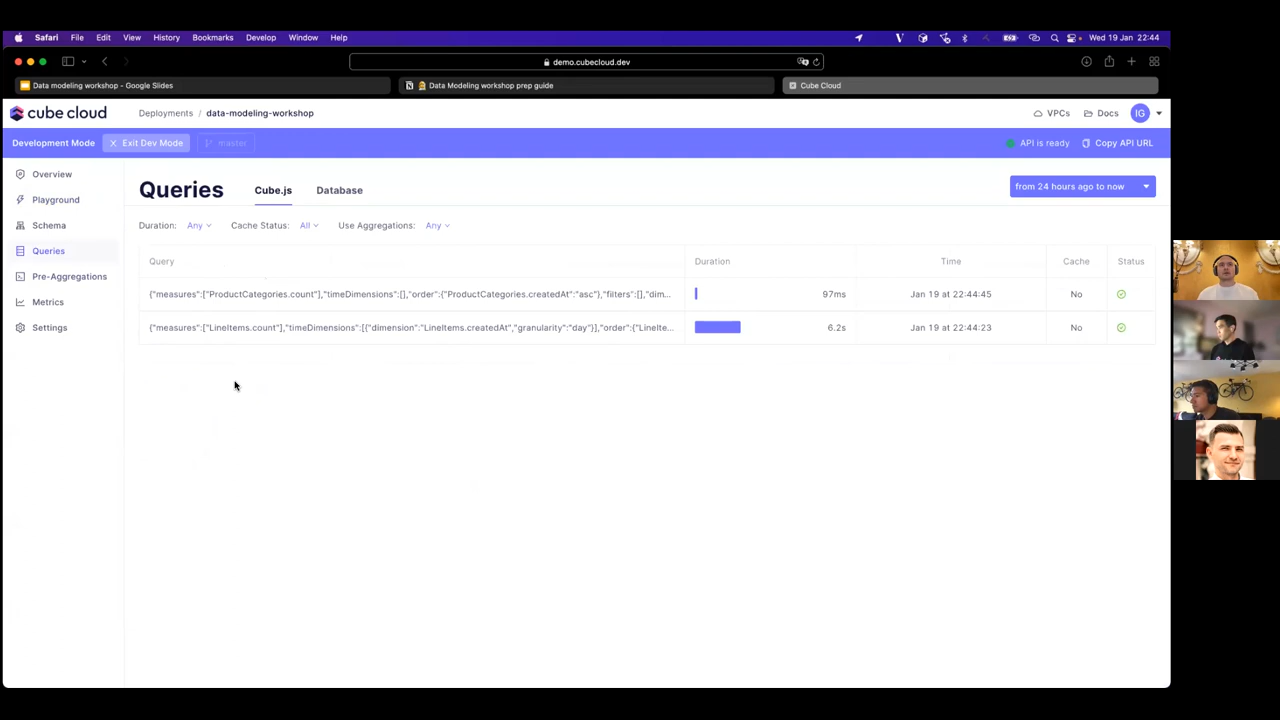 Safari File Edit View History Bookmarks Develop Window Help Wed 19 Jan 22:44
demo.cubecloud.dev
Data modeling workshop - Google Slides
Data Modeling workshop prep guide
Cube Cloud
cube cloud Deployments / data-modeling-workshop VPCs Docs IG
Development Mode Exit Dev Mode master API is ready Copy API URL
Overview
Playground
Schema
Queries
Pre-Aggregations
Metrics
Settings
Queries Cube.js Database from 24 hours ago to now
Duration: Any Cache Status: All Use Aggregations: Any
Query Duration Time Cache Status
{"measures":["ProductCategories.count"],"timeDimensions":[],"order":{"ProductCategories.createdAt":"asc"},"filters":[],"dim... 97ms Jan 19 at 22:44:45 No
{"measures":["LineItems.count"],"timeDimensions":[{"dimension":"LineItems.createdAt","granularity":"day"}],"order":{"LineIte... 6.2s Jan 19 at 22:44:23 No